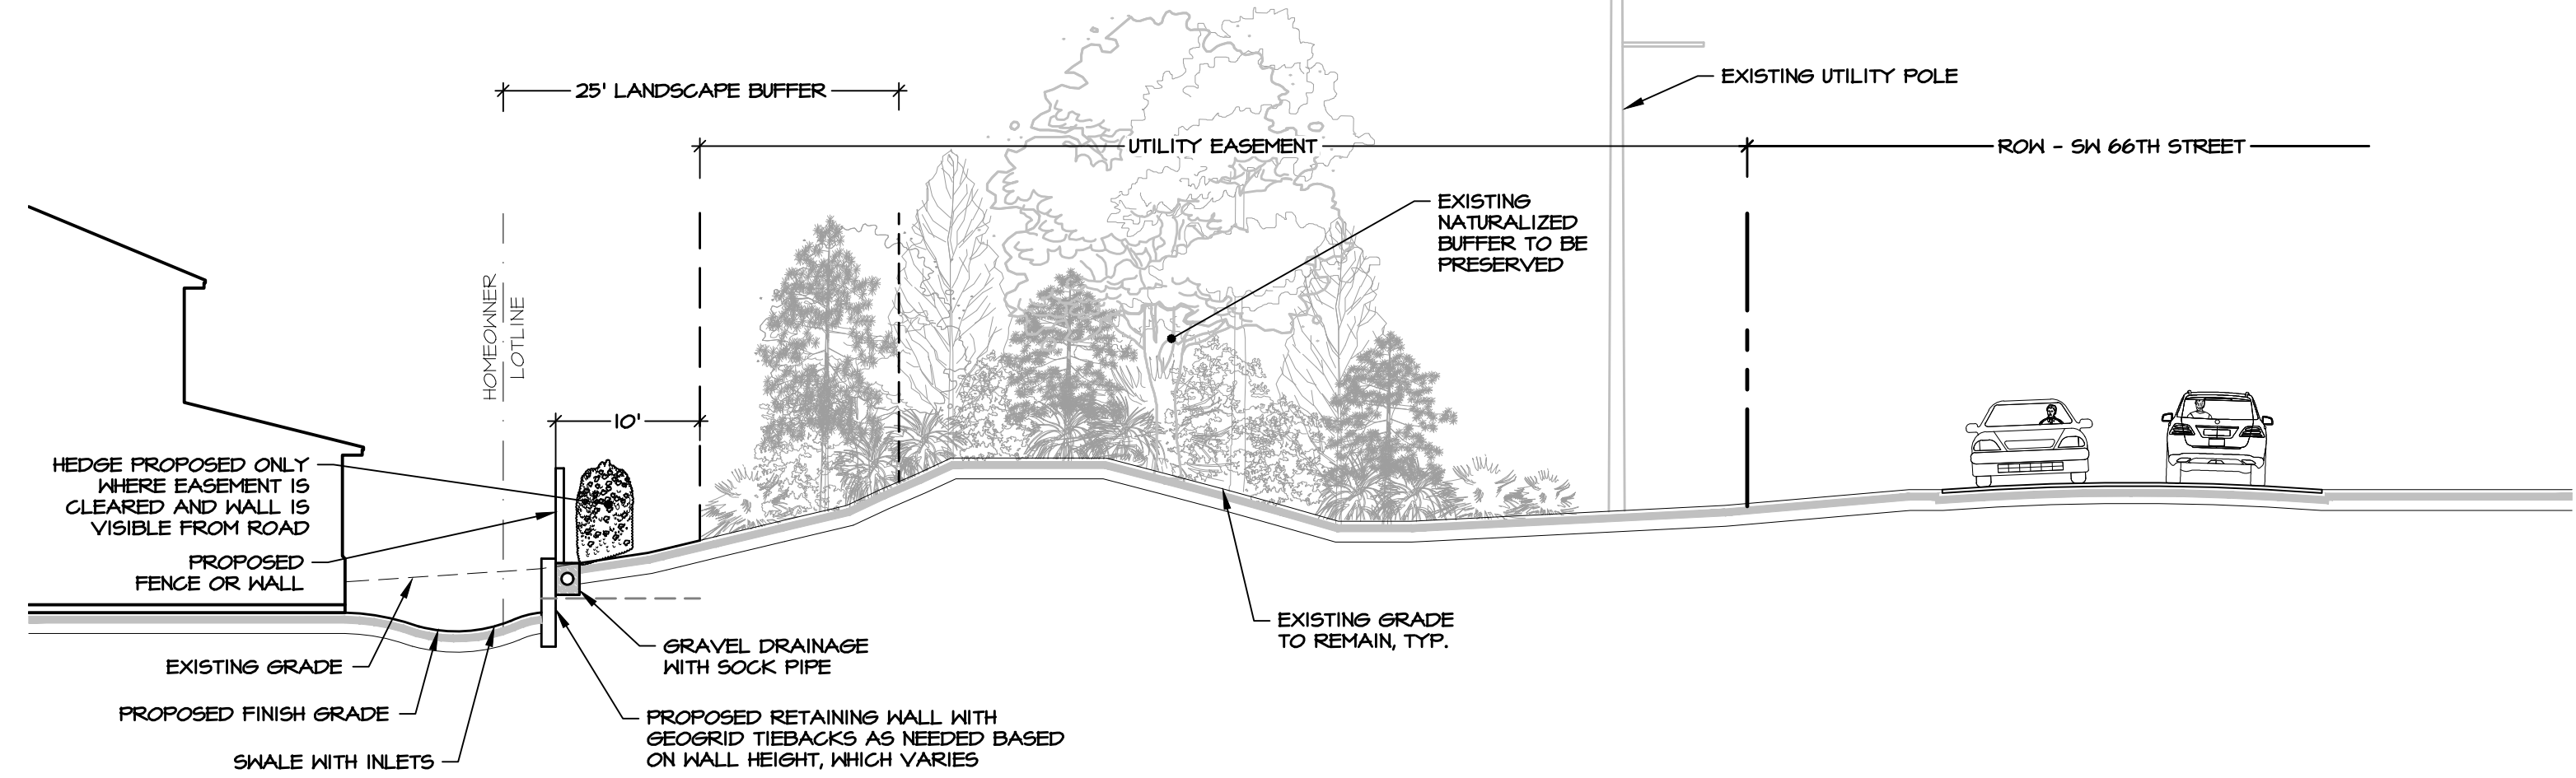 25' LANDSCAPE BUFFER
EXISTING UTILITY POLE
UTILITY EASEMENT
ROW - SW 66TH STREET
EXISTING
NATURALIZED
BUFFER TO BE
PRESERVED
HOMEOWNER
LOTLINE
10'
HEDGE PROPOSED ONLY
WHERE EASEMENT IS
CLEARED AND WALL IS
VISIBLE FROM ROAD
PROPOSED
FENCE OR WALL
EXISTING GRADE
PROPOSED FINISH GRADE
SWALE WITH INLETS
GRAVEL DRAINAGE
WITH SOCK PIPE
PROPOSED RETAINING WALL WITH
GEOGRID TIEBACKS AS NEEDED BASED
ON WALL HEIGHT, WHICH VARIES
EXISTING GRADE
TO REMAIN, TYP.